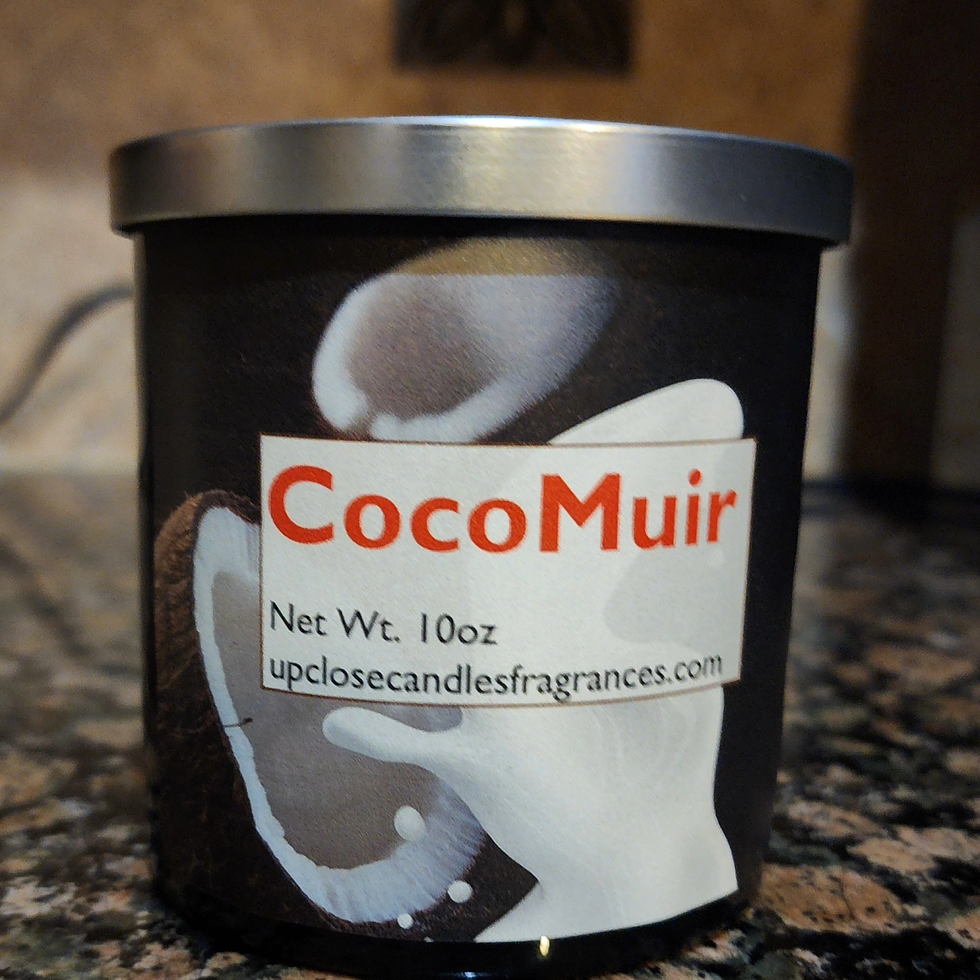 CocoMuir
Net Wt. 10oz
upclosecandlesfragrances.com